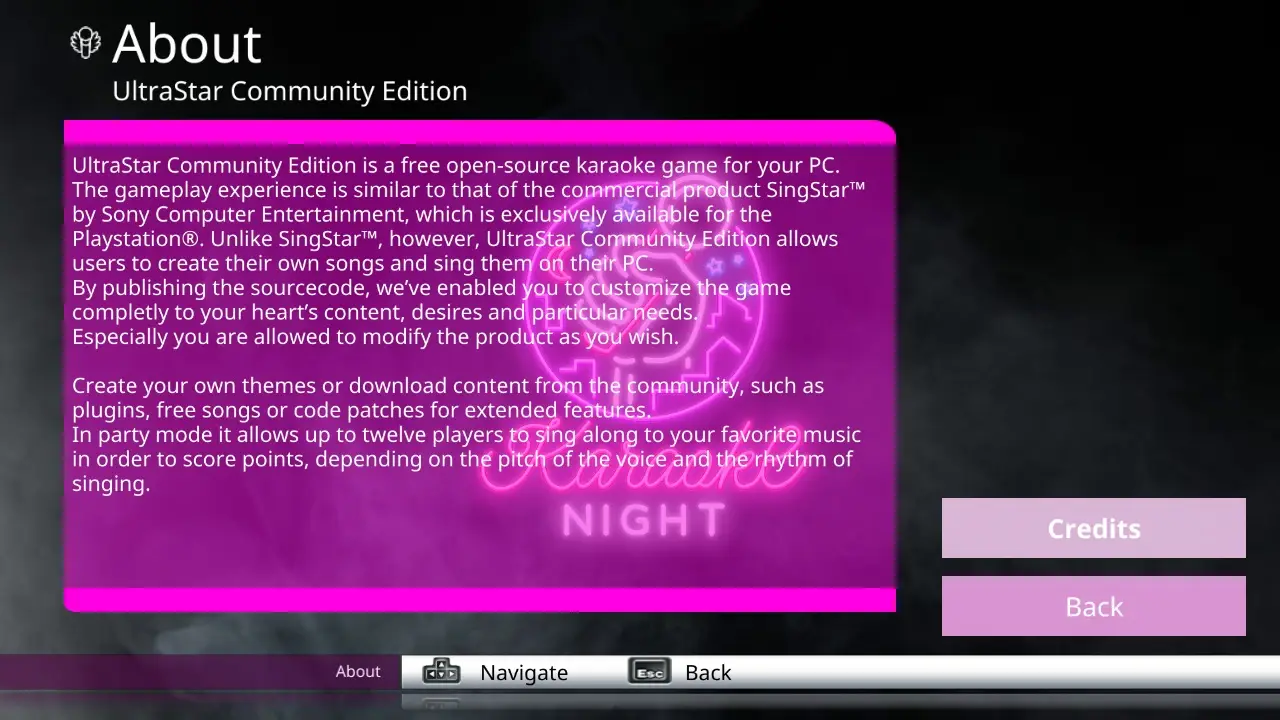 About
UltraStar Community Edition
UltraStar Community Edition is a free open-source karaoke game for your PC.
The gameplay experience is similar to that of the commercial product SingStar™
by Sony Computer Entertainment, which is exclusively available for the
Playstation®. Unlike SingStar™, however, UltraStar Community Edition allows
users to create their own songs and sing them on their PC.
By publishing the sourcecode, we’ve enabled you to customize the game
completly to your heart’s content, desires and particular needs.
Especially you are allowed to modify the product as you wish.
Create your own themes or download content from the community, such as
plugins, free songs or code patches for extended features.
In party mode it allows up to twelve players to sing along to your favorite music
in order to score points, depending on the pitch of the voice and the rhythm of
singing.
Karaoke
NIGHT
Credits
Back
About
Navigate
Esc
Back